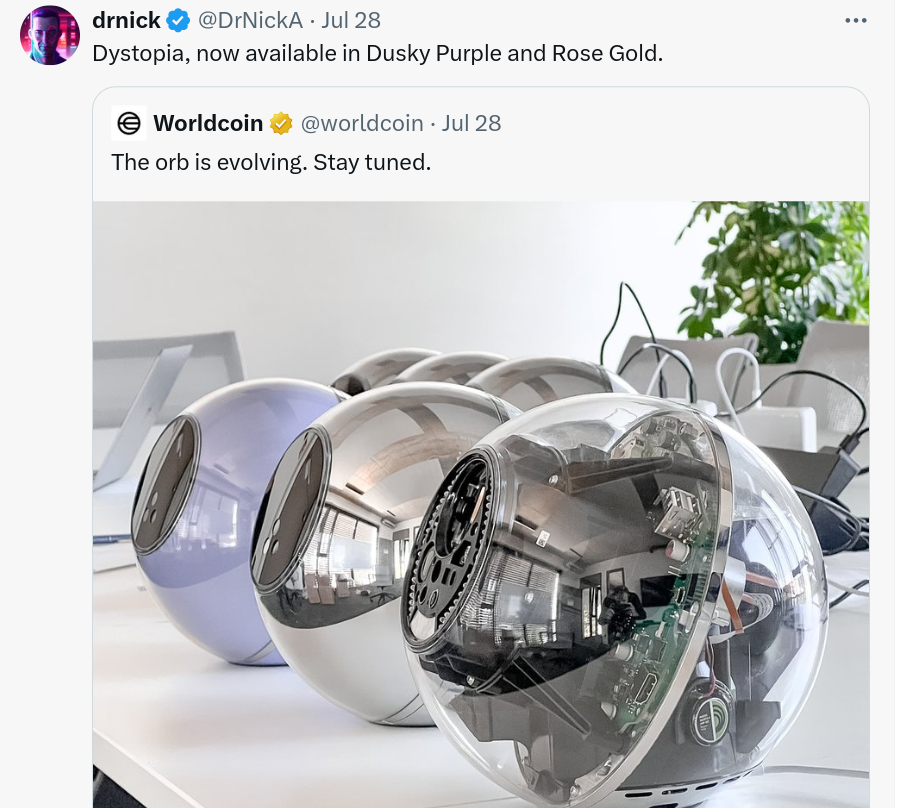 drnick @DrNickA · Jul 28
Dystopia, now available in Dusky Purple and Rose Gold.
Worldcoin @worldcoin · Jul 28
The orb is evolving. Stay tuned.